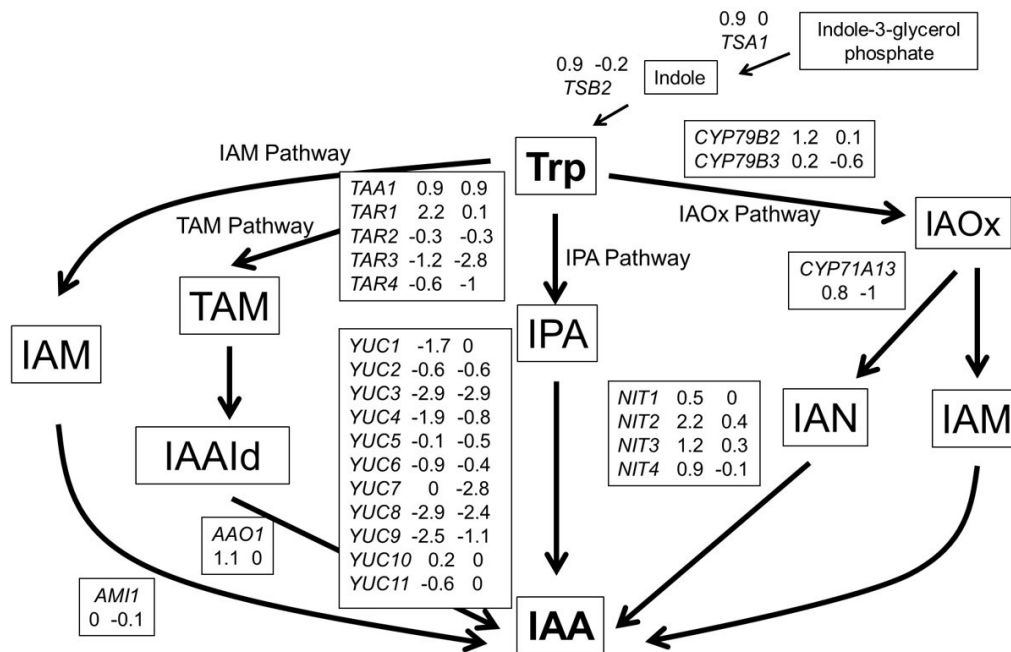 0.9 0
TSA1
Indole-3-glycerol
phosphate
0.9 -0.2
TSB2
Indole
CYP79B2 1.2 0.1
CYP79B3 0.2 -0.6
IAM Pathway
Trp
TAA1 0.9 0.9
TAR1 2.2 0.1
TAR2 -0.3 -0.3
TAR3 -1.2 -2.8
TAR4 -0.6 -1
TAM Pathway
IAOx Pathway
IAOx
IPA Pathway
CYP71A13
0.8 -1
TAM
IPA
IAM
YUC1 -1.7 0
YUC2 -0.6 -0.6
YUC3 -2.9 -2.9
YUC4 -1.9 -0.8
YUC5 -0.1 -0.5
YUC6 -0.9 -0.4
YUC7 0 -2.8
YUC8 -2.9 -2.4
YUC9 -2.5 -1.1
YUC10 0.2 0
YUC11 -0.6 0
NIT1 0.5 0
NIT2 2.2 0.4
NIT3 1.2 0.3
NIT4 0.9 -0.1
IAN
IAM
IAAld
AAO1
1.1 0
AMI1
0 -0.1
IAA